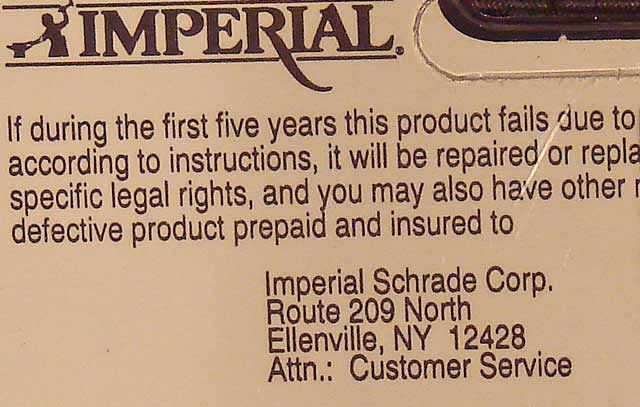 IMPERIAL®
If during the first five years this product fails due to
according to instructions, it will be repaired or repla
specific legal rights, and you may also have other r
defective product prepaid and insured to
Imperial Schrade Corp.
Route 209 North
Ellenville, NY 12428
Attn.: Customer Service